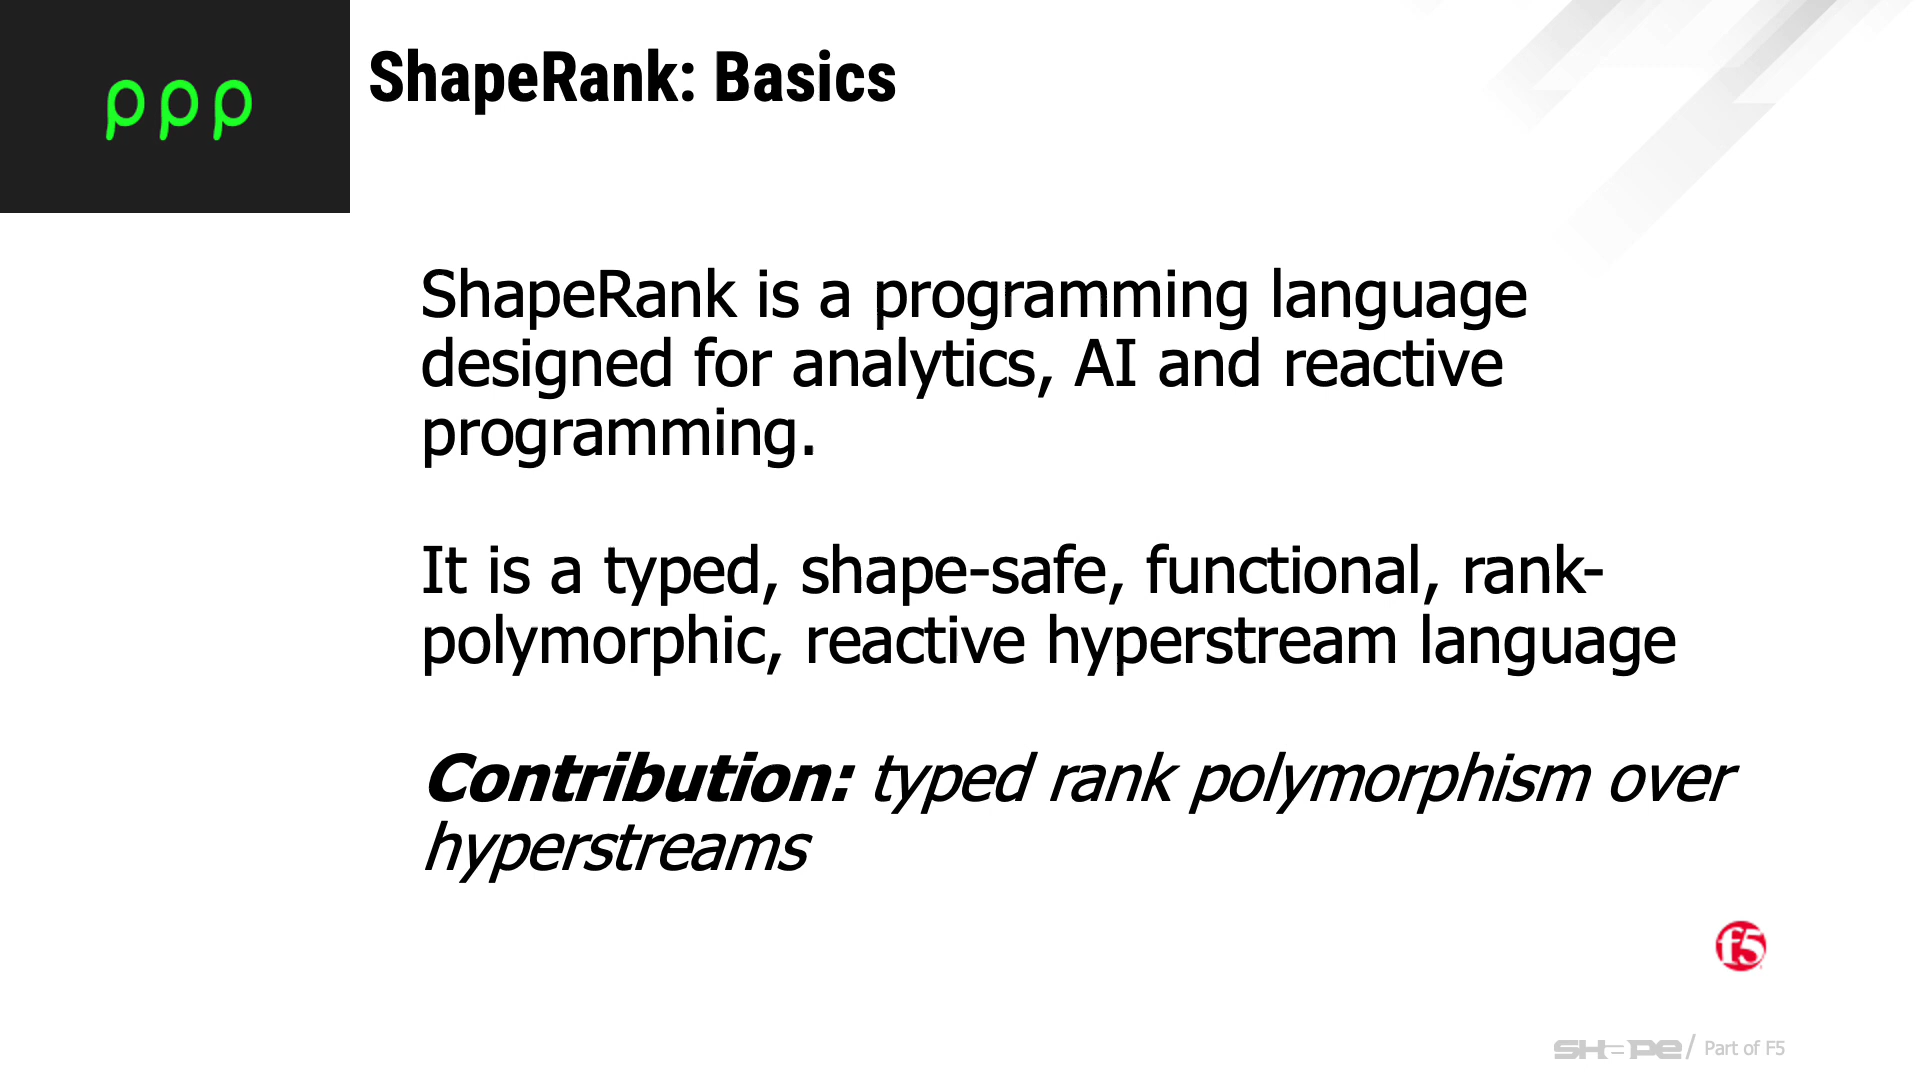 ρρρ
ShapeRank: Basics
ShapeRank is a programming language
designed for analytics, AI and reactive
programming.
It is a typed, shape-safe, functional, rank-
polymorphic, reactive hyperstream language
Contribution: typed rank polymorphism over
hyperstreams
f5
SHAPE / Part of F5